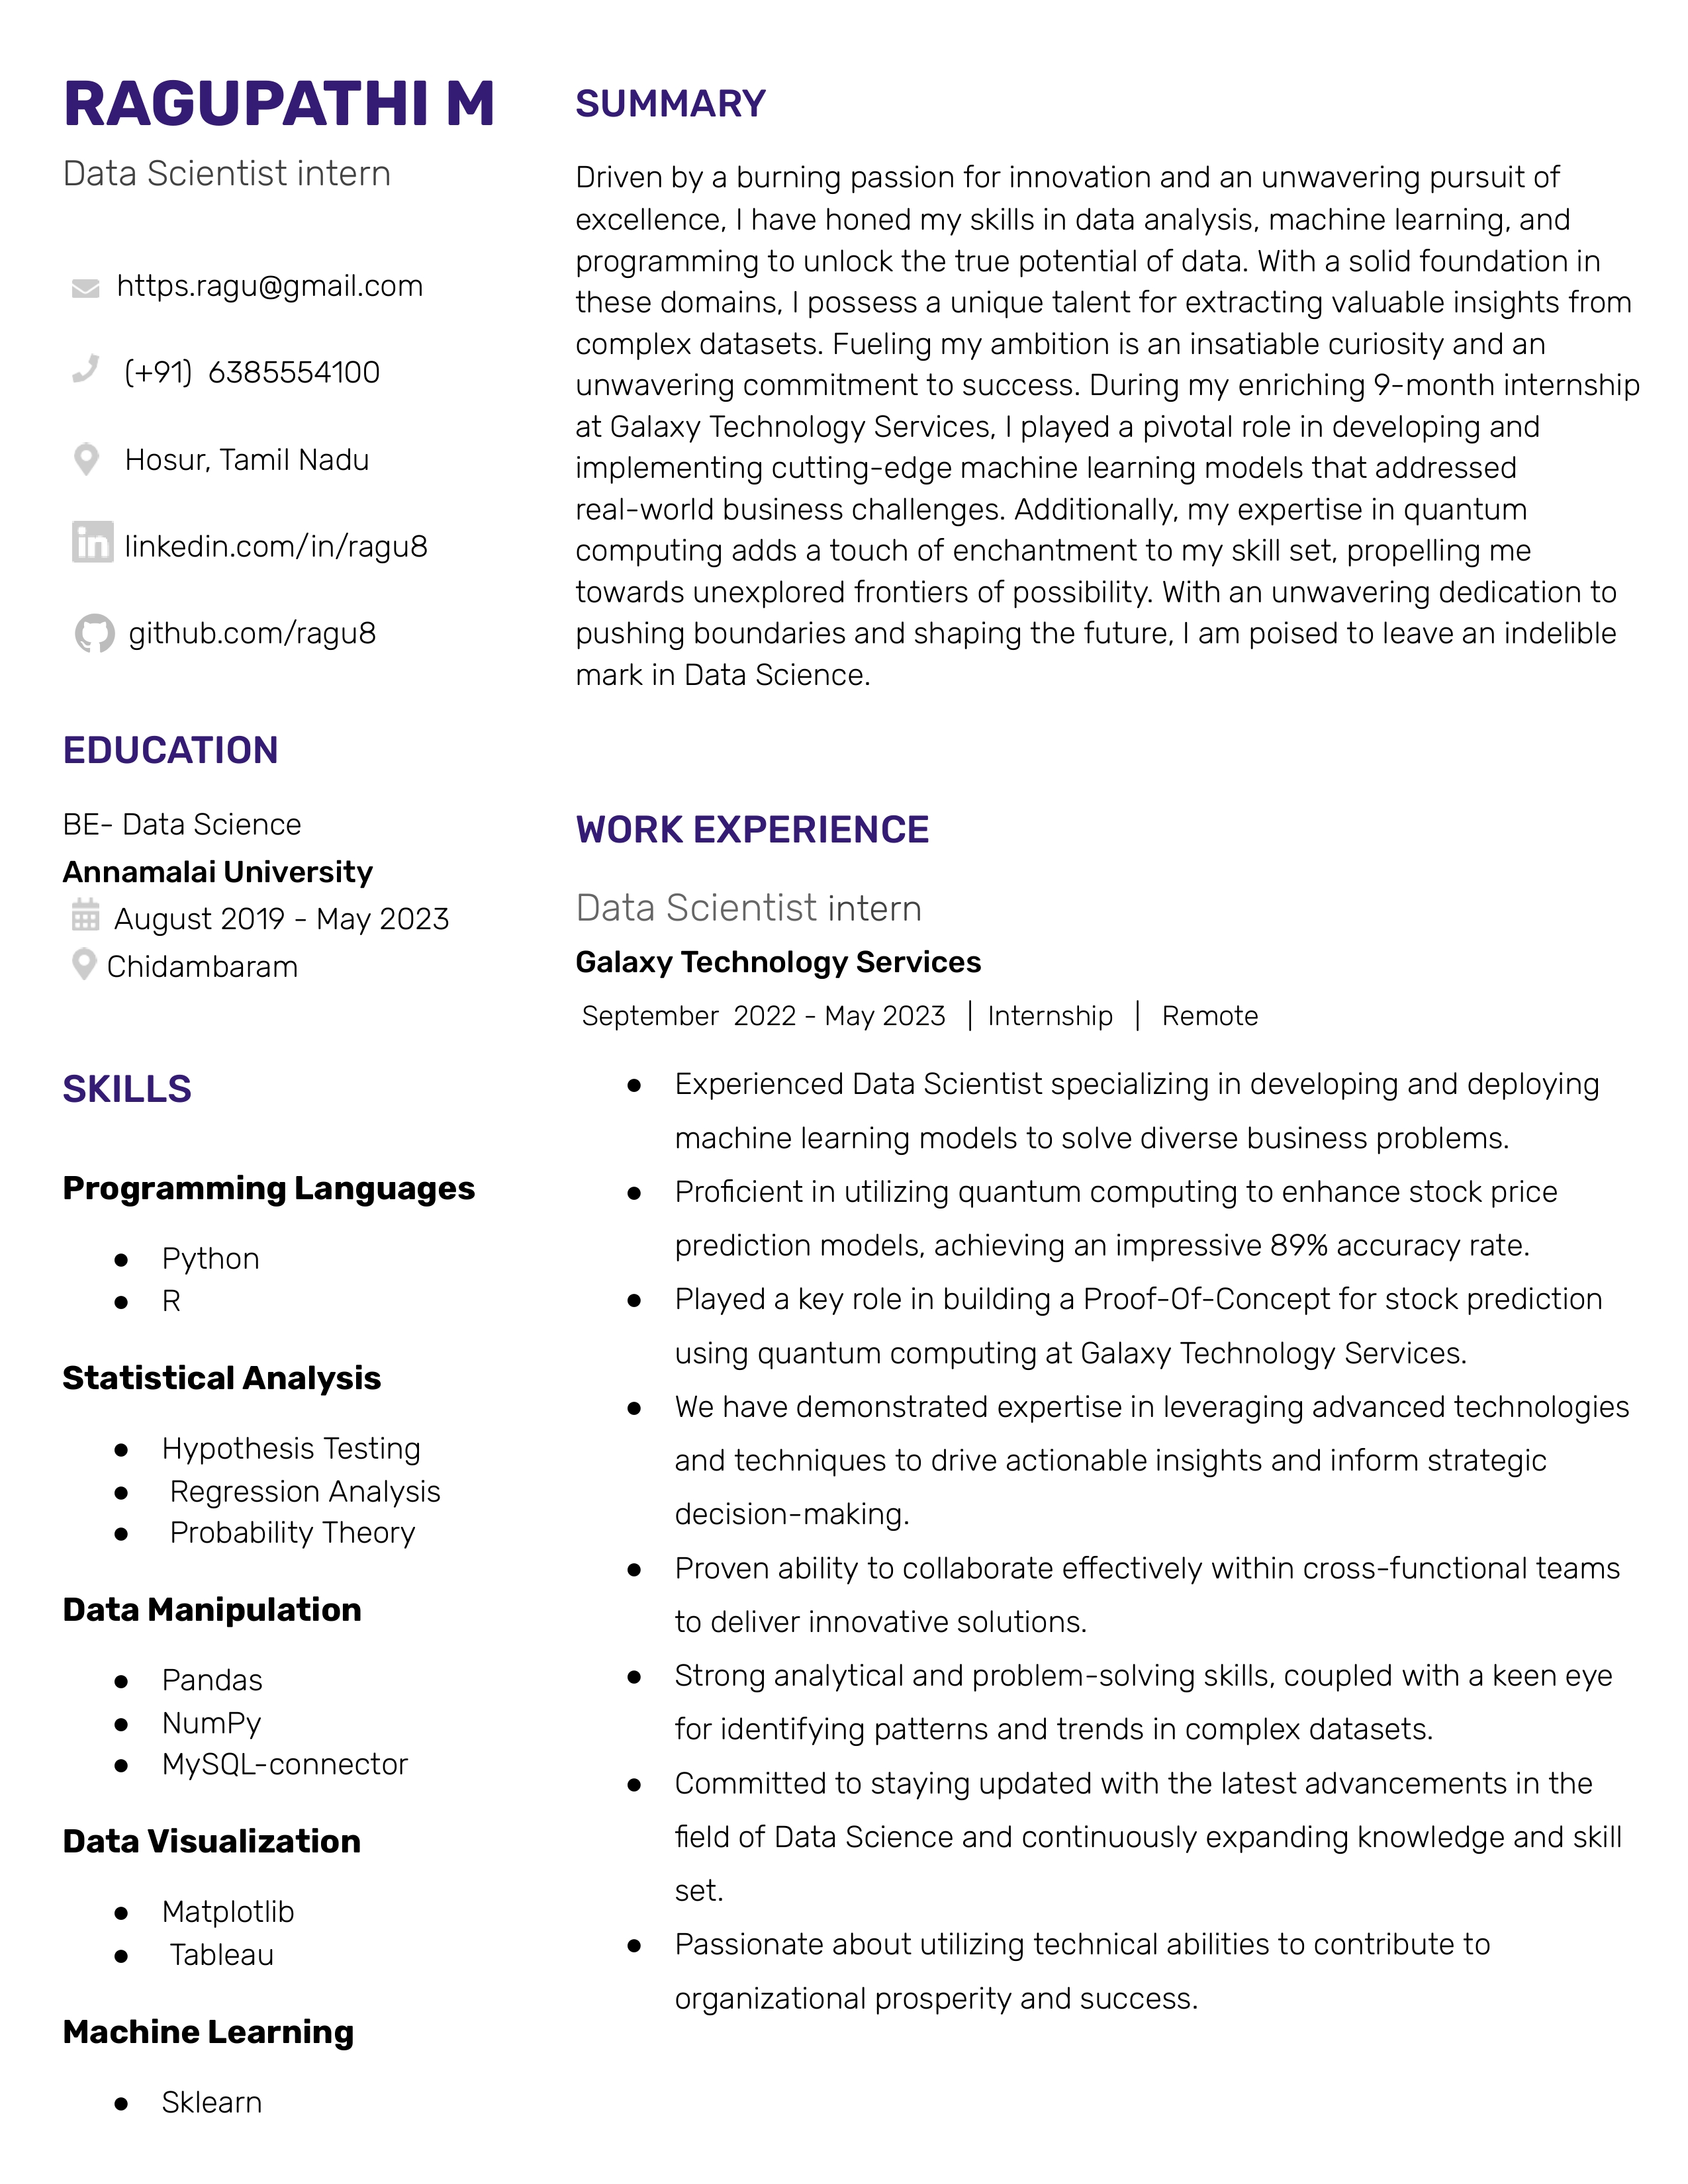 RAGUPATHI M
Data Scientist intern
https.ragu@gmail.com
(+91) 6385554100
Hosur, Tamil Nadu
linkedin.com/in/ragu8
github.com/ragu8
EDUCATION
BE- Data Science
Annamalai University
August 2019 - May 2023
Chidambaram
SKILLS
Programming Languages
● Python
● R
Statistical Analysis
● Hypothesis Testing
● Regression Analysis
● Probability Theory
Data Manipulation
● Pandas
● NumPy
● MySQL-connector
Data Visualization
● Matplotlib
● Tableau
Machine Learning
● Sklearn
SUMMARY
Driven by a burning passion for innovation and an unwavering pursuit of
excellence, I have honed my skills in data analysis, machine learning, and
programming to unlock the true potential of data. With a solid foundation in
these domains, I possess a unique talent for extracting valuable insights from
complex datasets. Fueling my ambition is an insatiable curiosity and an
unwavering commitment to success. During my enriching 9-month internship
at Galaxy Technology Services, I played a pivotal role in developing and
implementing cutting-edge machine learning models that addressed
real-world business challenges. Additionally, my expertise in quantum
computing adds a touch of enchantment to my skill set, propelling me
towards unexplored frontiers of possibility. With an unwavering dedication to
pushing boundaries and shaping the future, I am poised to leave an indelible
mark in Data Science.
WORK EXPERIENCE
Data Scientist intern
Galaxy Technology Services
September 2022 - May 2023 | Internship | Remote
● Experienced Data Scientist specializing in developing and deploying
machine learning models to solve diverse business problems.
● Proficient in utilizing quantum computing to enhance stock price
prediction models, achieving an impressive 89% accuracy rate.
● Played a key role in building a Proof-Of-Concept for stock prediction
using quantum computing at Galaxy Technology Services.
● We have demonstrated expertise in leveraging advanced technologies
and techniques to drive actionable insights and inform strategic
decision-making.
● Proven ability to collaborate effectively within cross-functional teams
to deliver innovative solutions.
● Strong analytical and problem-solving skills, coupled with a keen eye
for identifying patterns and trends in complex datasets.
● Committed to staying updated with the latest advancements in the
field of Data Science and continuously expanding knowledge and skill
set.
● Passionate about utilizing technical abilities to contribute to
organizational prosperity and success.